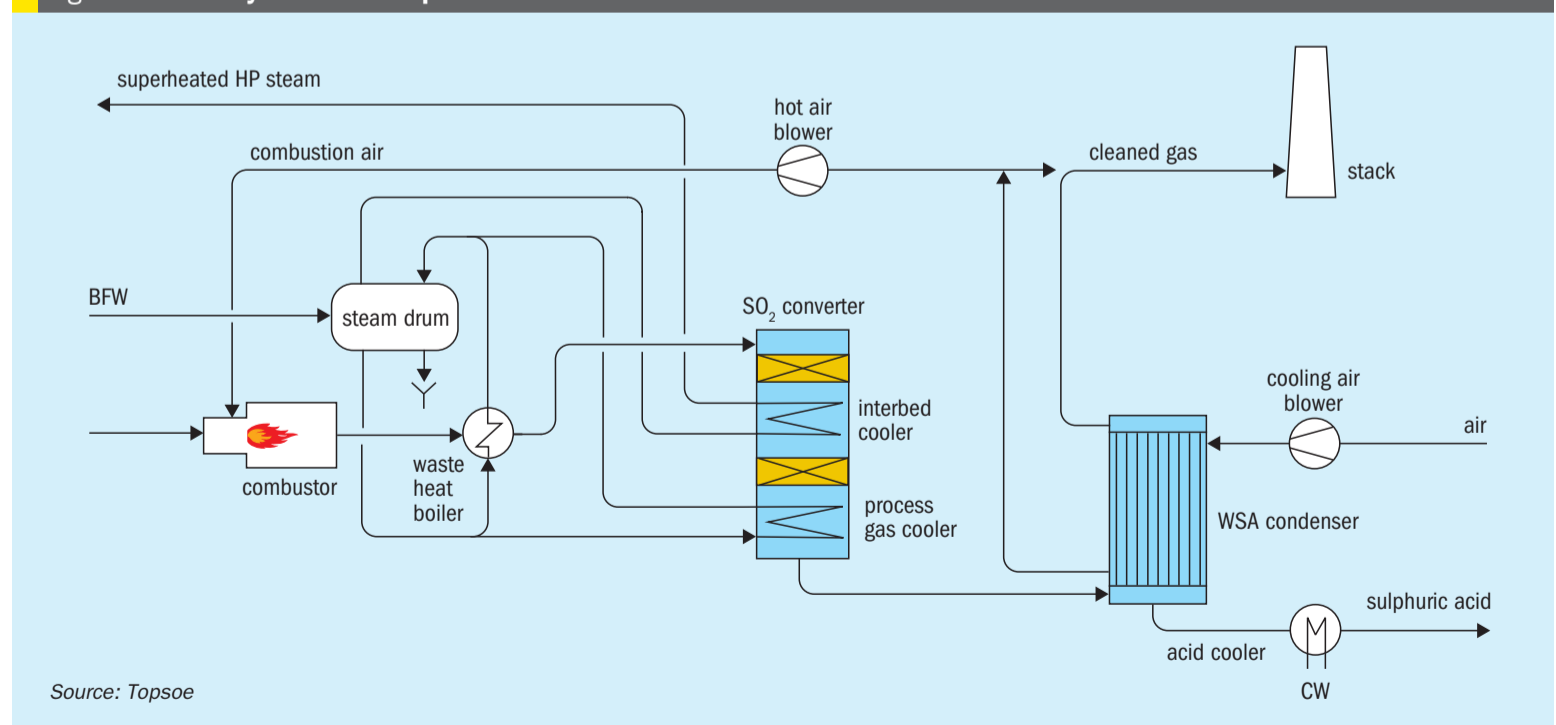 superheated HP steam
hot air
blower
combustion air
cleaned gas
stack
BFW
steam drum
SO2 converter
cooling air
blower
interbed
cooler
air
waste
heat
boiler
combustor
process
gas cooler
WSA condenser
sulphuric acid
acid cooler
CW
Source: Topsoe